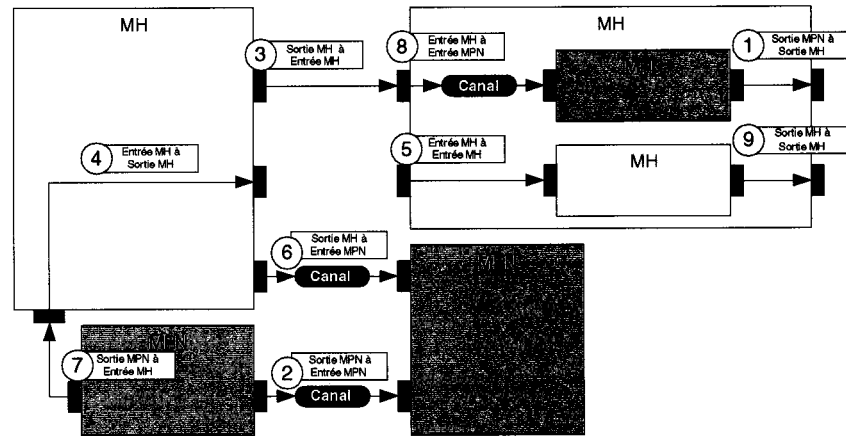 MH
3
Sortie MH à
Entrée MH
8
Entrée MH à
Entrée MPN
MH
1
Sortie MPN à
Sortie MH
Canal
4
Entrée MH à
Sortie MH
5
Entrée MH à
Entrée MH
MH
9
Sortie MH à
Sortie MH
6
Sortie MH à
Entrée MPN
Canal
MPN
MPN
7
Sortie MPN à
Entrée MH
2
Sortie MPN à
Entrée MPN
Canal